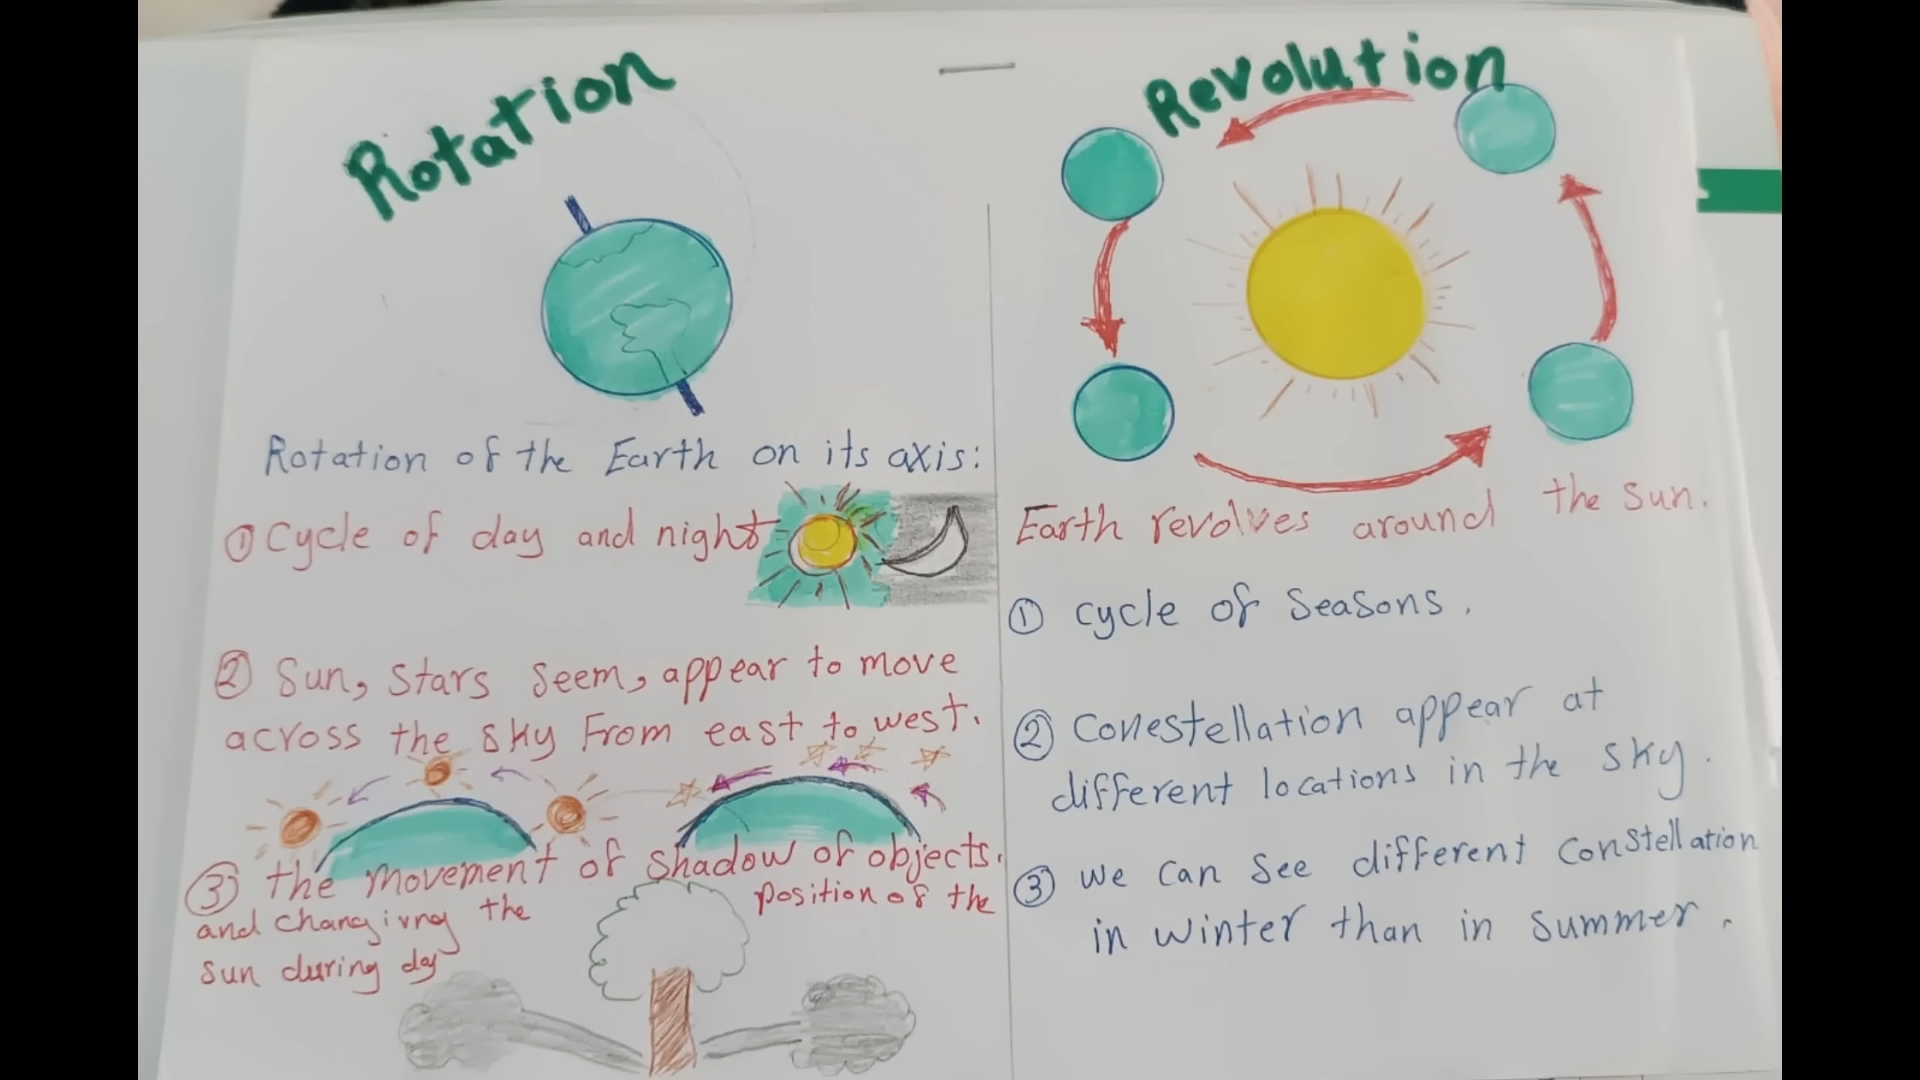 Rotation
Rotation of the Earth on its axis:
① Cycle of day and night
② Sun, Stars seem, appear to move
across the sky From east to west.
③ the movement of shadow of objects.
and changivng the position of the
sun during day
Revolution
Earth revolves around the sun.
① cycle of seasons.
② Conestellation appear at
different locations in the sky.
③ we can see different constellation
in winter than in summer.